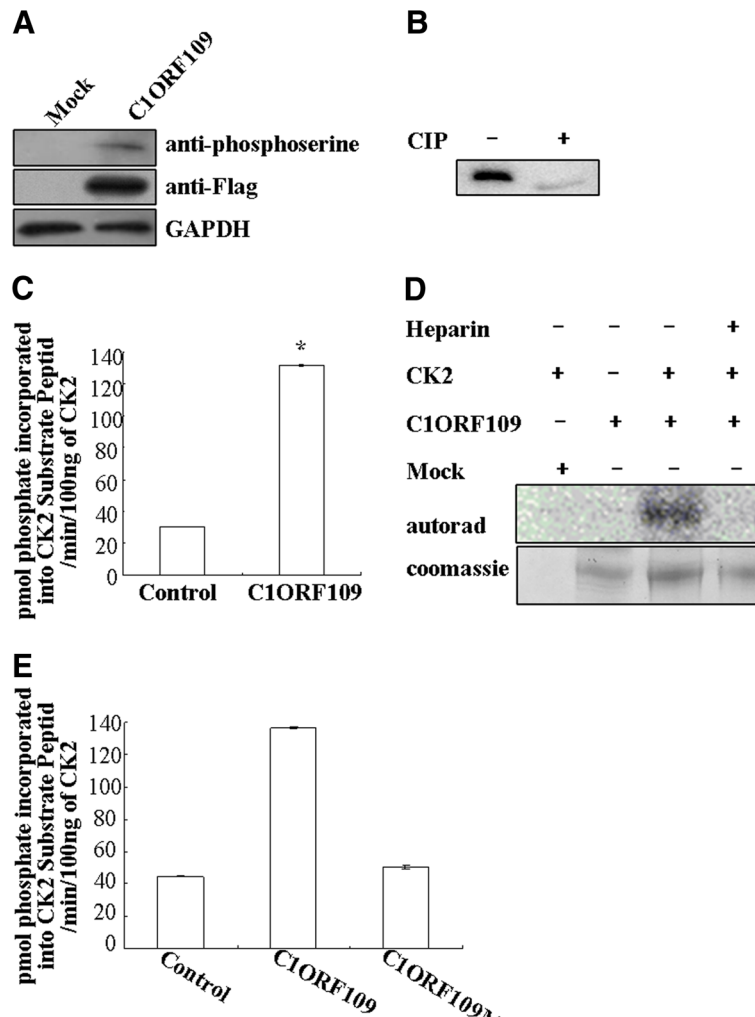 A
B
Mock
C1ORF109
anti-phosphoserine
anti-Flag
GAPDH
CIP - +
C
pmol phosphate incorporated
into CK2 Substrate Peptid
/min/100ng of CK2
140
120
100
80
60
40
20
0
*
Control
C1ORF109
D
Heparin - - - +
CK2 + - + +
C1ORF109 - + + +
Mock + - - -
autorad
coomassie
E
pmol phosphate incorporated
into CK2 Substrate Peptid
/min/100ng of CK2
140
120
100
80
60
40
20
0
Control
C1ORF109